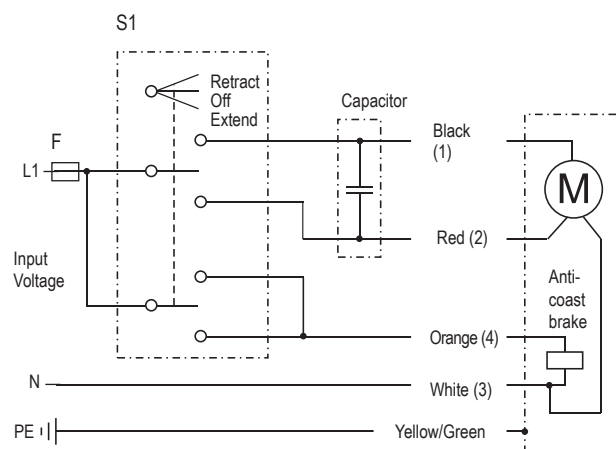 S1
Retract
Off
Extend
Capacitor
F
L1
Black
(1)
M
Red (2)
Input
Voltage
Anti-
coast
brake
Orange (4)
N
White (3)
PE
Yellow/Green